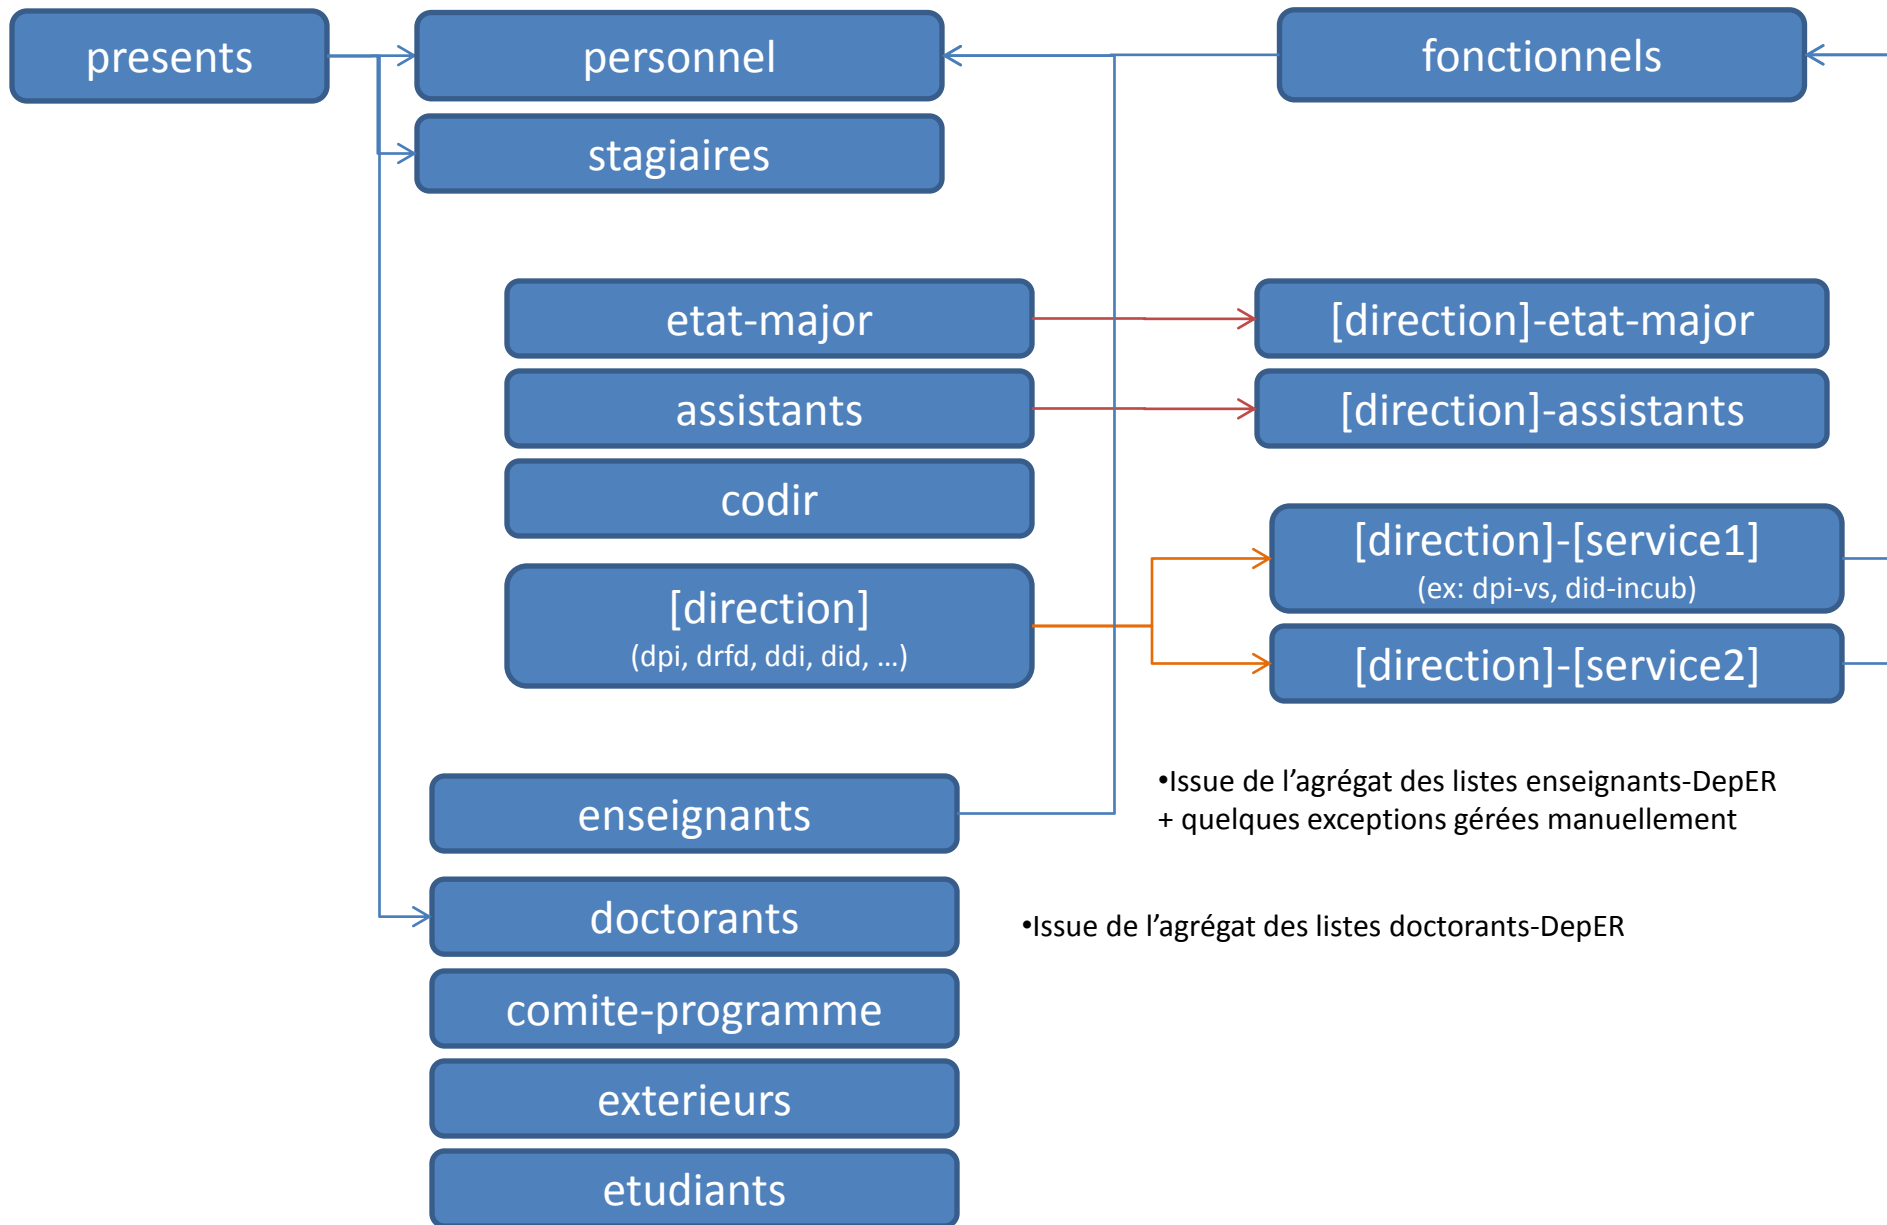 presents
personnel
fonctionnels
stagiaires
etat-major
[direction]-etat-major
assistants
[direction]-assistants
codir
[direction]-[service1]
(ex: dpi-vs, did-incub)
[direction]
(dpi, drfd, ddi, did, ...)
[direction]-[service2]
•Issue de l’agrégat des listes enseignants-DepER
+ quelques exceptions gérées manuellement
enseignants
doctorants
•Issue de l’agrégat des listes doctorants-DepER
comite-programme
exterieurs
etudiants